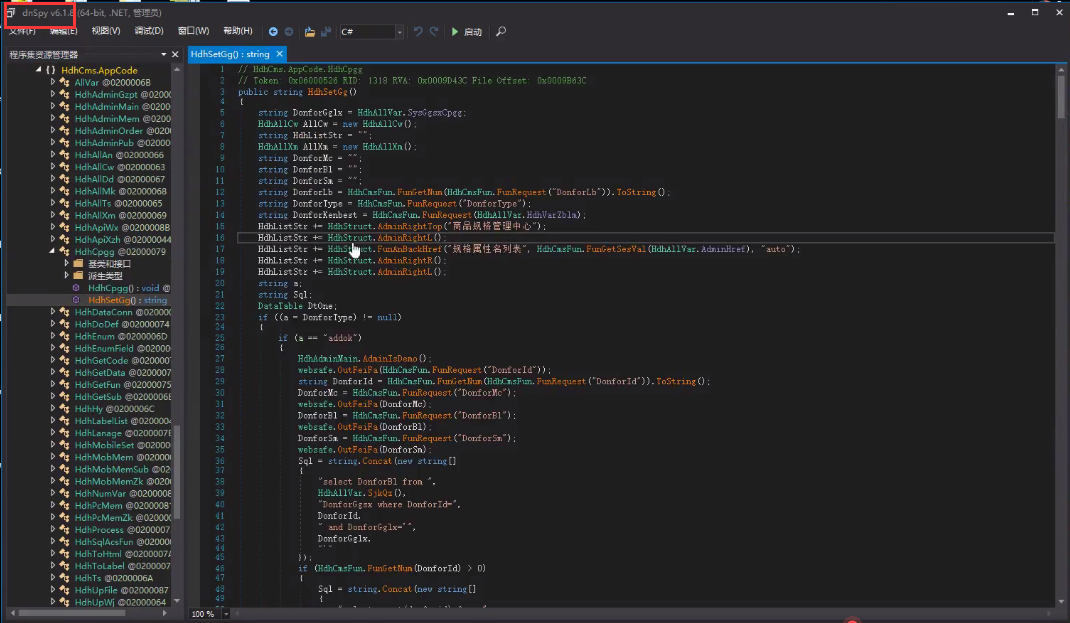 dnSpy v6.1.8 (64-bit, .NET, 管理员)
文件(F) 编辑(E) 视图(V) 调试(D) 窗口(W) 帮助(H) C# 启动
程序集资源管理器
HdhSetGg() : string
HdhCms.AppCode
AllVar @0200006B
HdhAdminGzpt @020000
HdhAdminMain @02000
HdhAdminMem @02000
HdhAdminOrder @0200
HdhAdminPub @020000
HdhAllAn @02000066
HdhAllCw @02000063
HdhAllDd @02000067
HdhAllMk @02000068
HdhAllTs @02000065
HdhAllXm @02000069
HdhApiWx @0200008
HdhApiXzh @02000044
HdhCpgg @02000079
基类和接口
派生类型
HdhCpgg() : void @
HdhSetGg() : string
HdhDataConn @02000
HdhDoDef @02000074
HdhEnum @0200006D
HdhEnumField @02000
HdhGetCode @020000
HdhGetData @020000
HdhGetFun @0200007
HdhGetSub @0200006
HdhHy @0200006C
HdhLabelList @020000
HdhLanage @0200007
HdhMobileSet @02000
HdhMobMem @02000
HdhMobMemSub @0
HdhMobMemZk @02
HdhNumVar @020000
HdhPcMem @0200008
HdhPcMemZk @0200
HdhProcess @020000
HdhSqlAcsFun @0200
HdhToHtml @020000
HdhToLabel @020000
HdhTs @0200006A
HdhUpFile @0200008
HdhUpWj @02000064
1 // HdhCms.AppCode.HdhCpgg
2 // Token: 0x06000526 RID: 1318 RVA: 0x0009D43C File Offset: 0x0009B63C
3 public string HdhSetGg()
4 {
5 string DonforGglx = HdhAllVar.SysGgsxCpgg;
6 HdhAllCw AllCw = new HdhAllCw();
7 string HdhListStr = "";
8 HdhAllXm AllXm = new HdhAllXm();
9 string DonforMc = "";
10 string DonforBl = "";
11 string DonforSm = "";
12 string DonforLb = HdhCmsFun.FunGetNum(HdhCmsFun.FunRequest("DonforLb")).ToString();
13 string DonforType = HdhCmsFun.FunRequest("DonforType");
14 string DonforKenbest = HdhCmsFun.FunRequest(HdhAllVar.HdhVarZblm);
15 HdhListStr += HdhStruct.AdminRightTop("商品规格管理中心");
16 HdhListStr += HdhStruct.AdminRightL();
17 HdhListStr += HdhStruct.FunAnBackHref("规格属性名列表", HdhCmsFun.FunGetSesVal(HdhAllVar.AdminHref), "auto");
18 HdhListStr += HdhStruct.AdminRightR();
19 HdhListStr += HdhStruct.AdminRightL();
20 string a;
21 string Sql;
22 DataTable DtOne;
23 if ((a = DonforType) != null)
24 {
25 if (a == "addok")
26 {
27 HdhAdminMain.AdminIsDemo();
28 websafe.OutFeiFa(HdhCmsFun.FunRequest("DonforId"));
29 string DonforId = HdhCmsFun.FunGetNum(HdhCmsFun.FunRequest("DonforId")).ToString();
30 DonforMc = HdhCmsFun.FunRequest("DonforMc");
31 websafe.OutFeiFa(DonforMc);
32 DonforBl = HdhCmsFun.FunRequest("DonforBl");
33 websafe.OutFeiFa(DonforBl);
34 DonforSm = HdhCmsFun.FunRequest("DonforSm");
35 websafe.OutFeiFa(DonforSm);
36 Sql = string.Concat(new string[]
37 {
38 "select DonforBl from ",
39 HdhAllVar.SjkQz(),
40 "DonforGgsx where DonforId=",
41 DonforId,
42 " and DonforGglx='",
43 DonforGglx,
44 "'"
45 });
46 if (HdhCmsFun.FunGetNum(DonforId) > 0)
47 {
48 Sql = string.Concat(new string[]
49 {
100 %